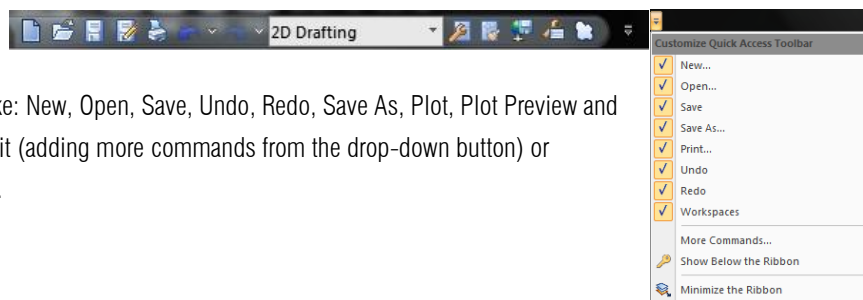 2D Drafting
Customize Quick Access Toolbar
New...
Open...
Save
Save As...
Print...
Undo
Redo
Workspaces
More Commands...
Show Below the Ribbon
Minimize the Ribbon
: New, Open, Save, Undo, Redo, Save As, Plot, Plot Preview and
it (adding more commands from the drop-down button) or